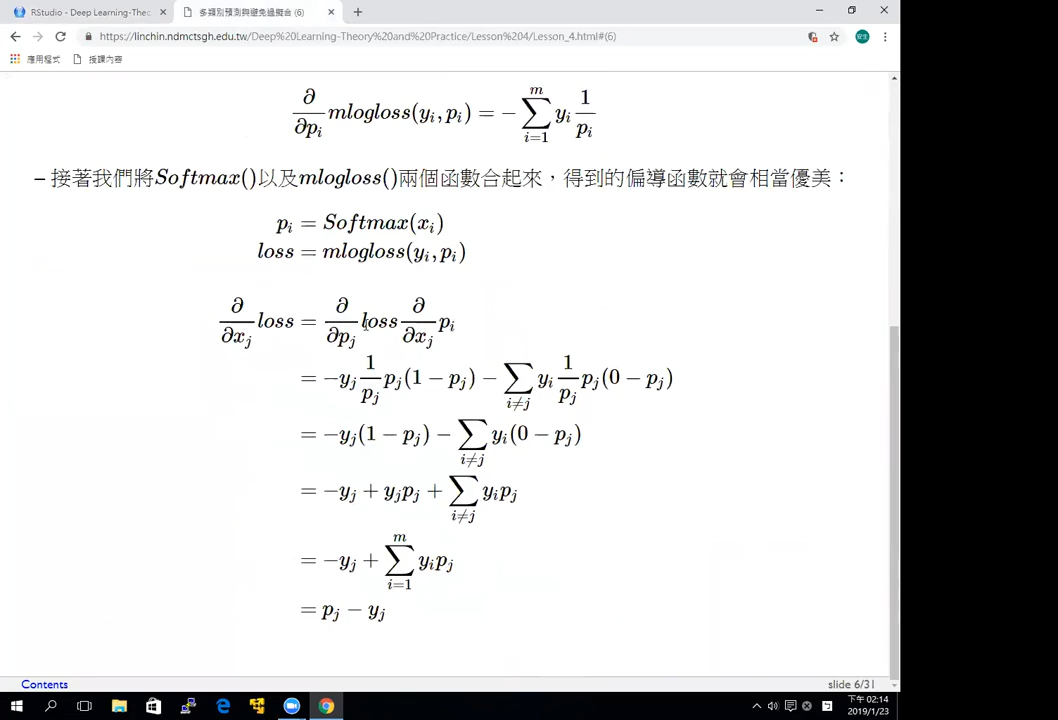 RStudio - Deep Learning-Theo
多類別預測與避免過擬合 (6)
https://linchin.ndmctsgh.edu.tw/Deep%20Learning-Theory%20and%20Practice/Lesson%204/Lesson_4.html#(6)
應用程式 授課內容
∂/∂p_i mlogloss(y_i, p_i) = − ∑_{i=1}^{m} y_i 1/p_i
– 接著我們將Softmax()以及mlogloss()兩個函數合起來，得到的偏導函數就會相當優美：
p_i = Softmax(x_i)
loss = mlogloss(y_i, p_i)
∂/∂x_j loss = ∂/∂p_j loss ∂/∂x_j p_i
= −y_j 1/p_j p_j(1 − p_j) − ∑_{i≠j} y_i 1/p_j p_j(0 − p_j)
= −y_j(1 − p_j) − ∑_{i≠j} y_i(0 − p_j)
= −y_j + y_j p_j + ∑_{i≠j} y_i p_j
= −y_j + ∑_{i=1}^{m} y_i p_j
= p_j − y_j
Contents
slide 6/31
下午 02:14
2019/1/23